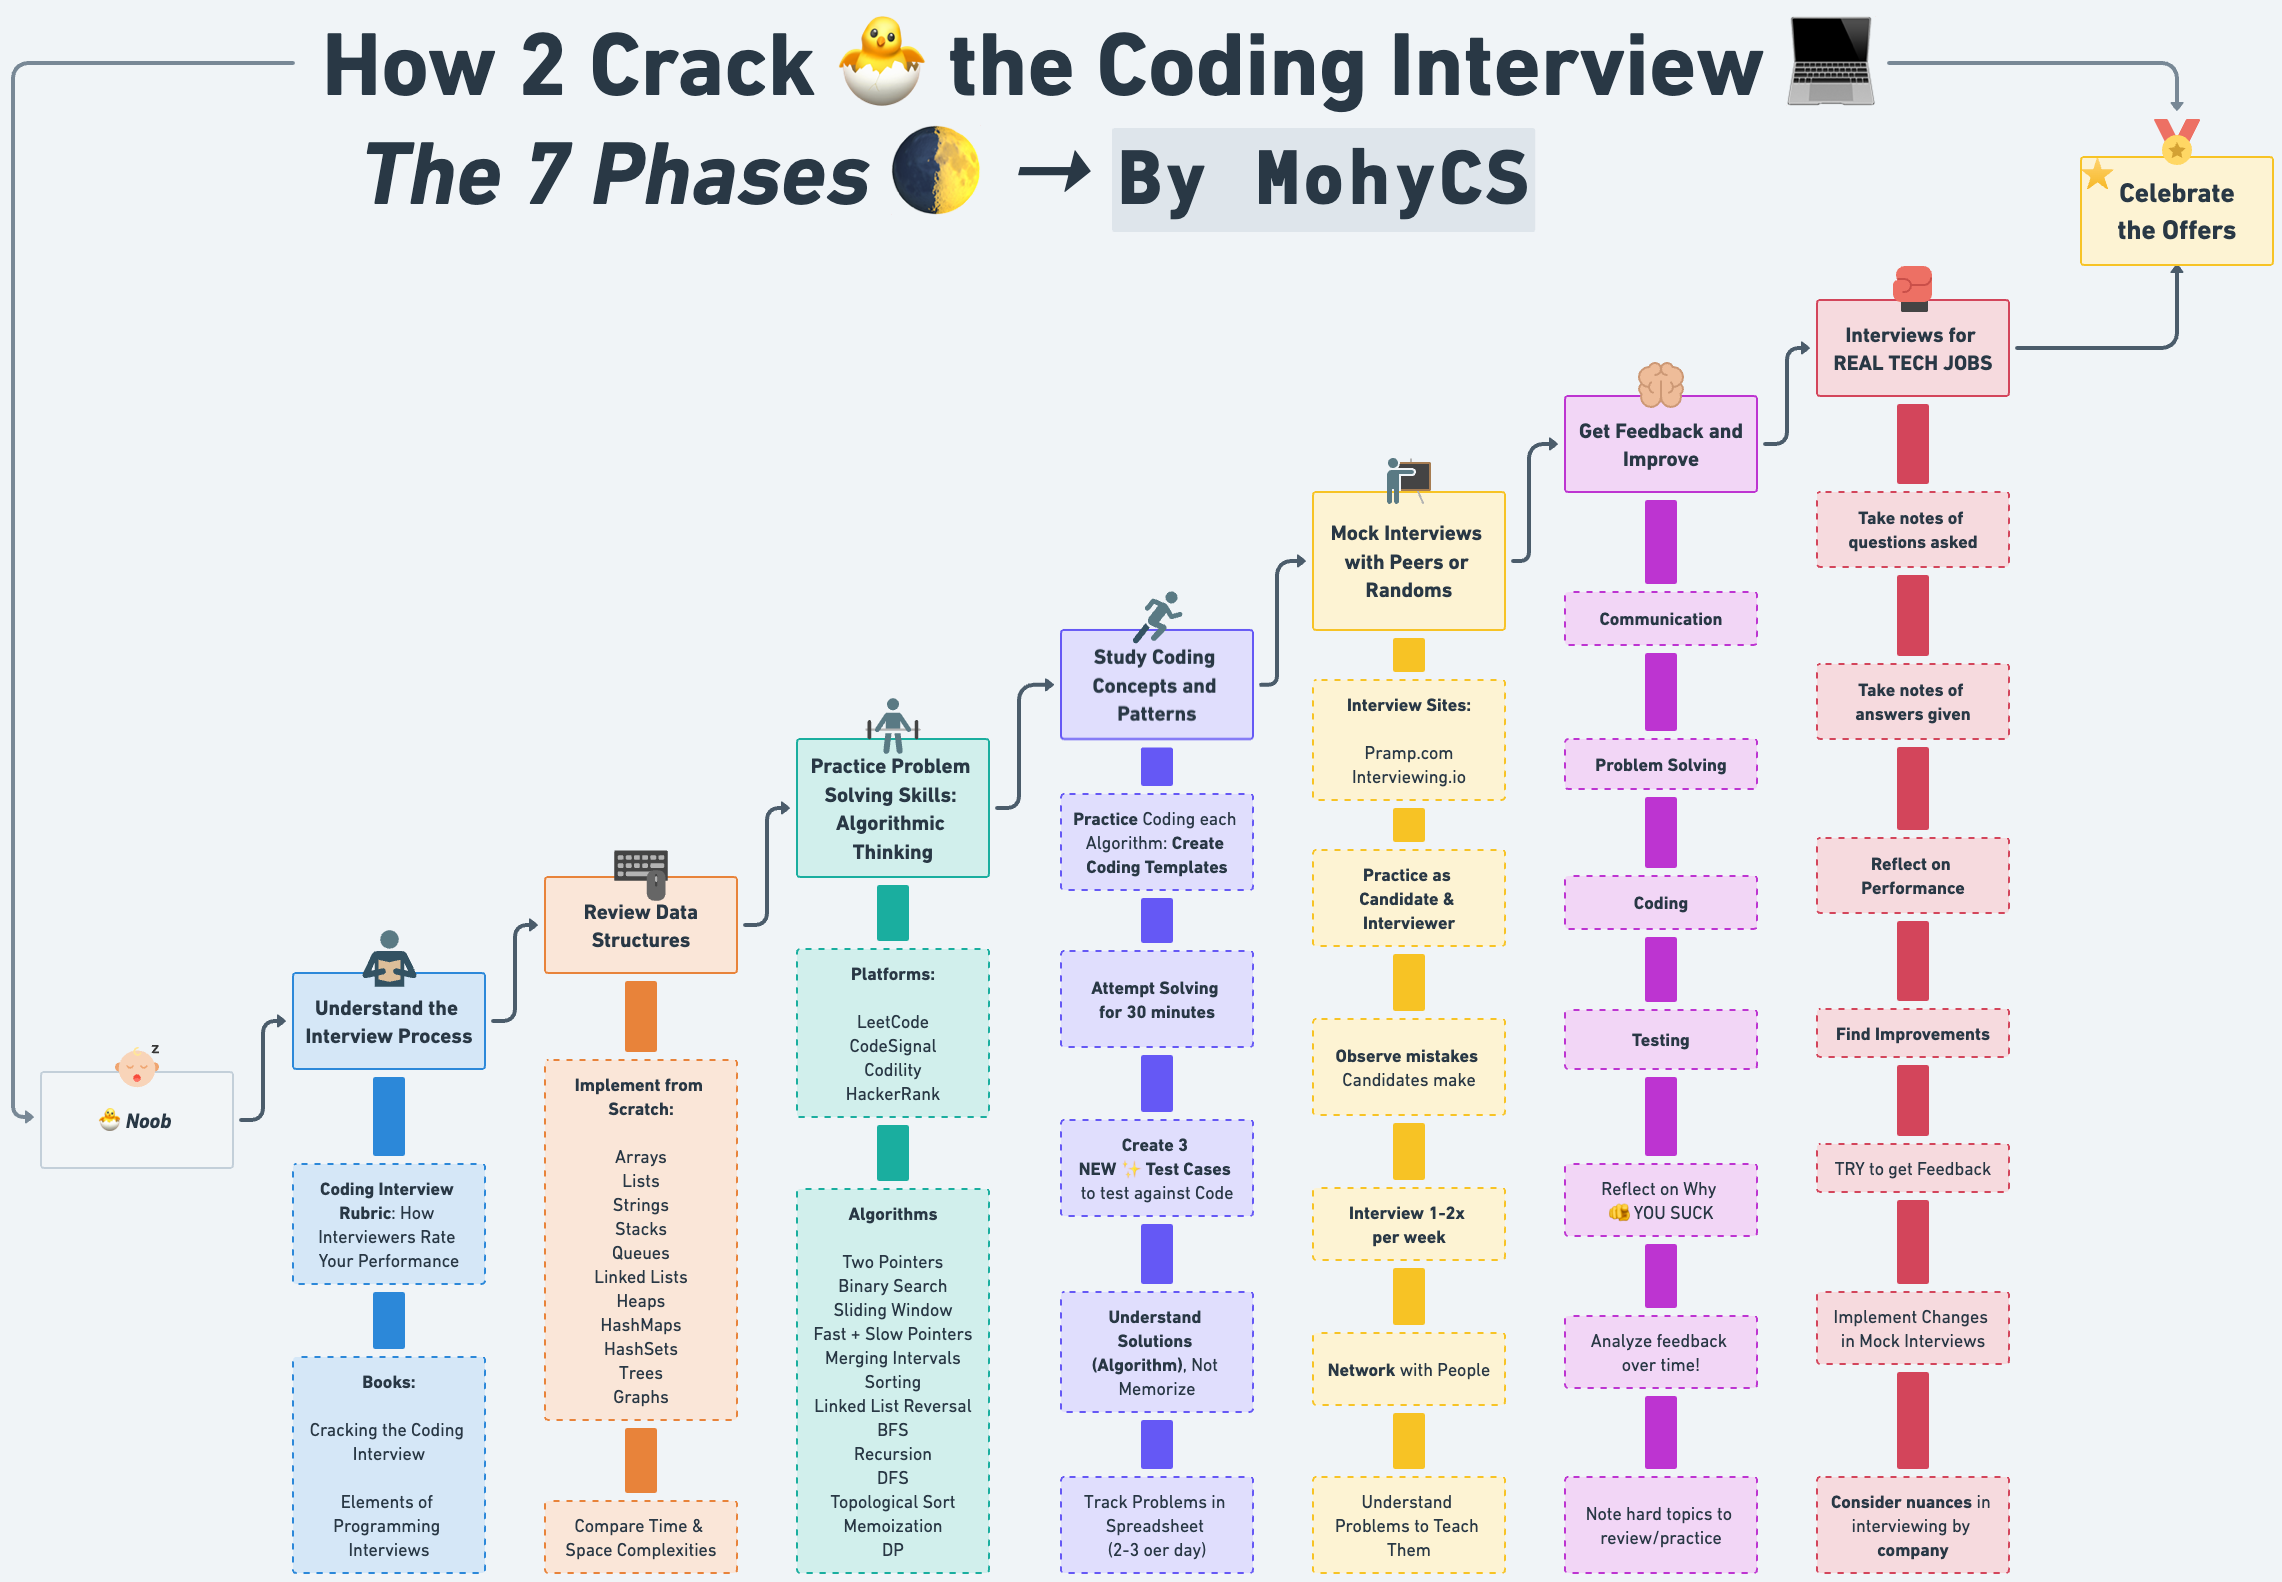 How 2 Crack 🐣 the Coding Interview 💻
The 7 Phases 🌓 → By MohyCS
z
🐣 Noob
Understand the
Interview Process
Coding Interview
Rubric: How
Interviewers Rate
Your Performance
Books:
Cracking the Coding
Interview
Elements of
Programming
Interviews
Review Data
Structures
Implement from
Scratch:
Arrays
Lists
Strings
Stacks
Queues
Linked Lists
Heaps
HashMaps
HashSets
Trees
Graphs
Compare Time &
Space Complexities
Practice Problem
Solving Skills:
Algorithmic
Thinking
Platforms:
LeetCode
CodeSignal
Codility
HackerRank
Algorithms
Two Pointers
Binary Search
Sliding Window
Fast + Slow Pointers
Merging Intervals
Sorting
Linked List Reversal
BFS
Recursion
DFS
Topological Sort
Memoization
DP
Study Coding
Concepts and
Patterns
Practice Coding each
Algorithm: Create
Coding Templates
Attempt Solving
for 30 minutes
Create 3
NEW ✨ Test Cases
to test against Code
Understand
Solutions
(Algorithm), Not
Memorize
Track Problems in
Spreadsheet
(2-3 oer day)
Mock Interviews
with Peers or
Randoms
Interview Sites:
Pramp.com
Interviewing.io
Practice as
Candidate &
Interviewer
Observe mistakes
Candidates make
Interview 1-2x
per week
Network with People
Understand
Problems to Teach
Them
Get Feedback and
Improve
Communication
Problem Solving
Coding
Testing
Reflect on Why
🫵 YOU SUCK
Analyze feedback
over time!
Note hard topics to
review/practice
Interviews for
REAL TECH JOBS
Take notes of
questions asked
Take notes of
answers given
Reflect on
Performance
Find Improvements
TRY to get Feedback
Implement Changes
in Mock Interviews
Consider nuances in
interviewing by
company
Celebrate
the Offers